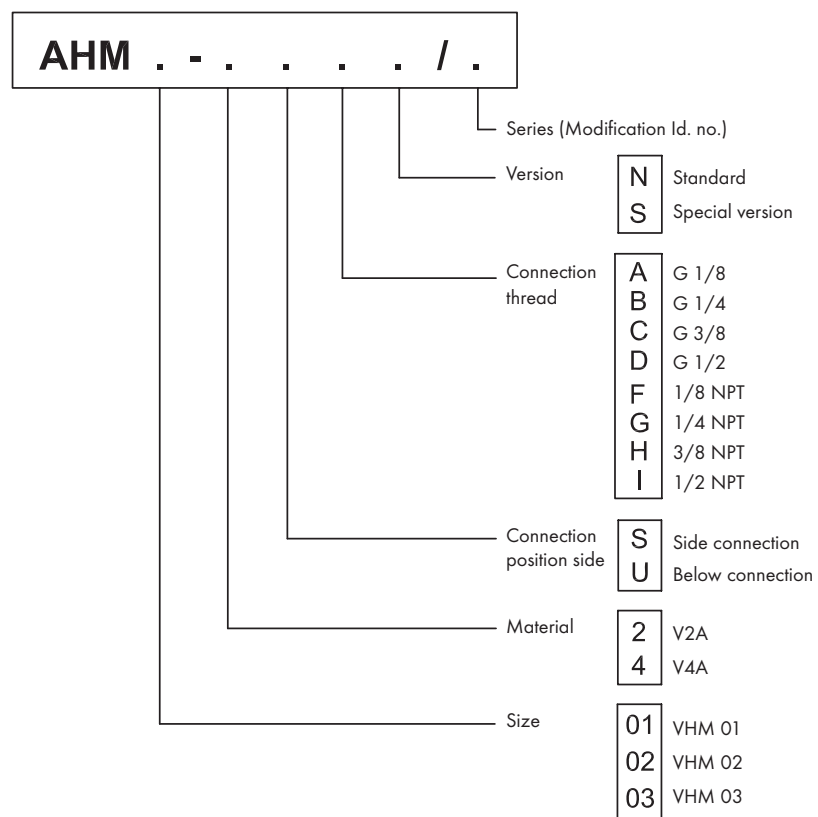 AHM . - . . . . / .
Series (Modification Id. no.)
Version
N Standard
S Special version
Connection
thread
A G 1/8
B G 1/4
C G 3/8
D G 1/2
F 1/8 NPT
G 1/4 NPT
H 3/8 NPT
I 1/2 NPT
Connection
position side
S Side connection
U Below connection
Material
2 V2A
4 V4A
Size
01 VHM 01
02 VHM 02
03 VHM 03